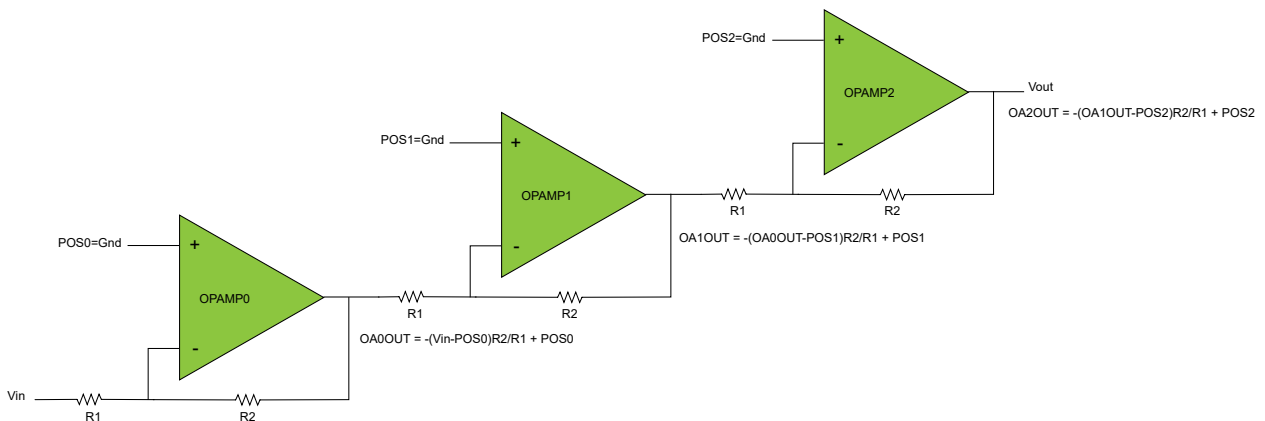 POS2=Gnd
+
OPAMP2
-
Vout
OA2OUT = -(OA1OUT-POS2)R2/R1 + POS2
R1
R2
POS1=Gnd
+
OPAMP1
-
OA1OUT = -(OA0OUT-POS1)R2/R1 + POS1
R1
R2
POS0=Gnd
+
OPAMP0
-
OA0OUT = -(Vin-POS0)R2/R1 + POS0
Vin
R1
R2